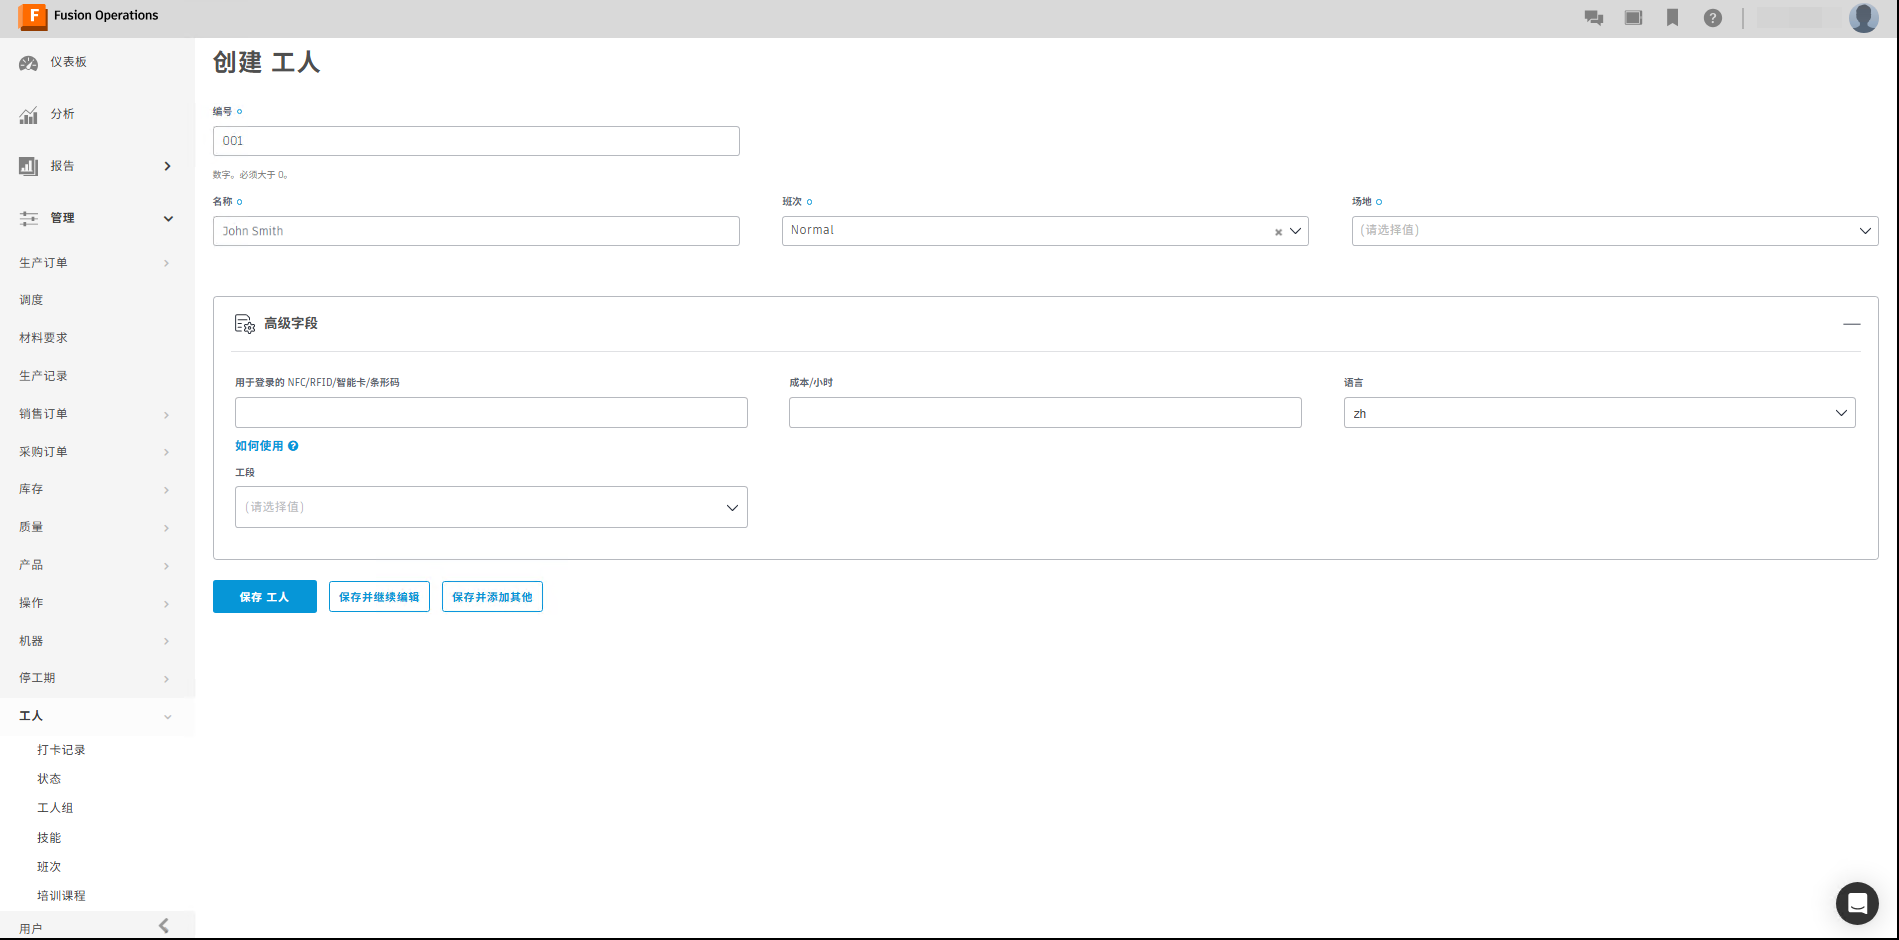 F Fusion Operations
仪表板
分析
报告
管理
生产订单
调度
材料要求
生产记录
销售订单
采购订单
库存
质量
产品
操作
机器
停工期
工人
打卡记录
状态
工人组
技能
班次
培训课程
用户
创建 工人
编号
001
数字。必须大于 0。
名称 班次 场地
John Smith Normal (请选择值)
高级字段
用于登录的 NFC/RFID/智能卡/条形码 成本/小时 语言
zh
如何使用 ?
工段
(请选择值)
保存 工人 保存并继续编辑 保存并添加其他